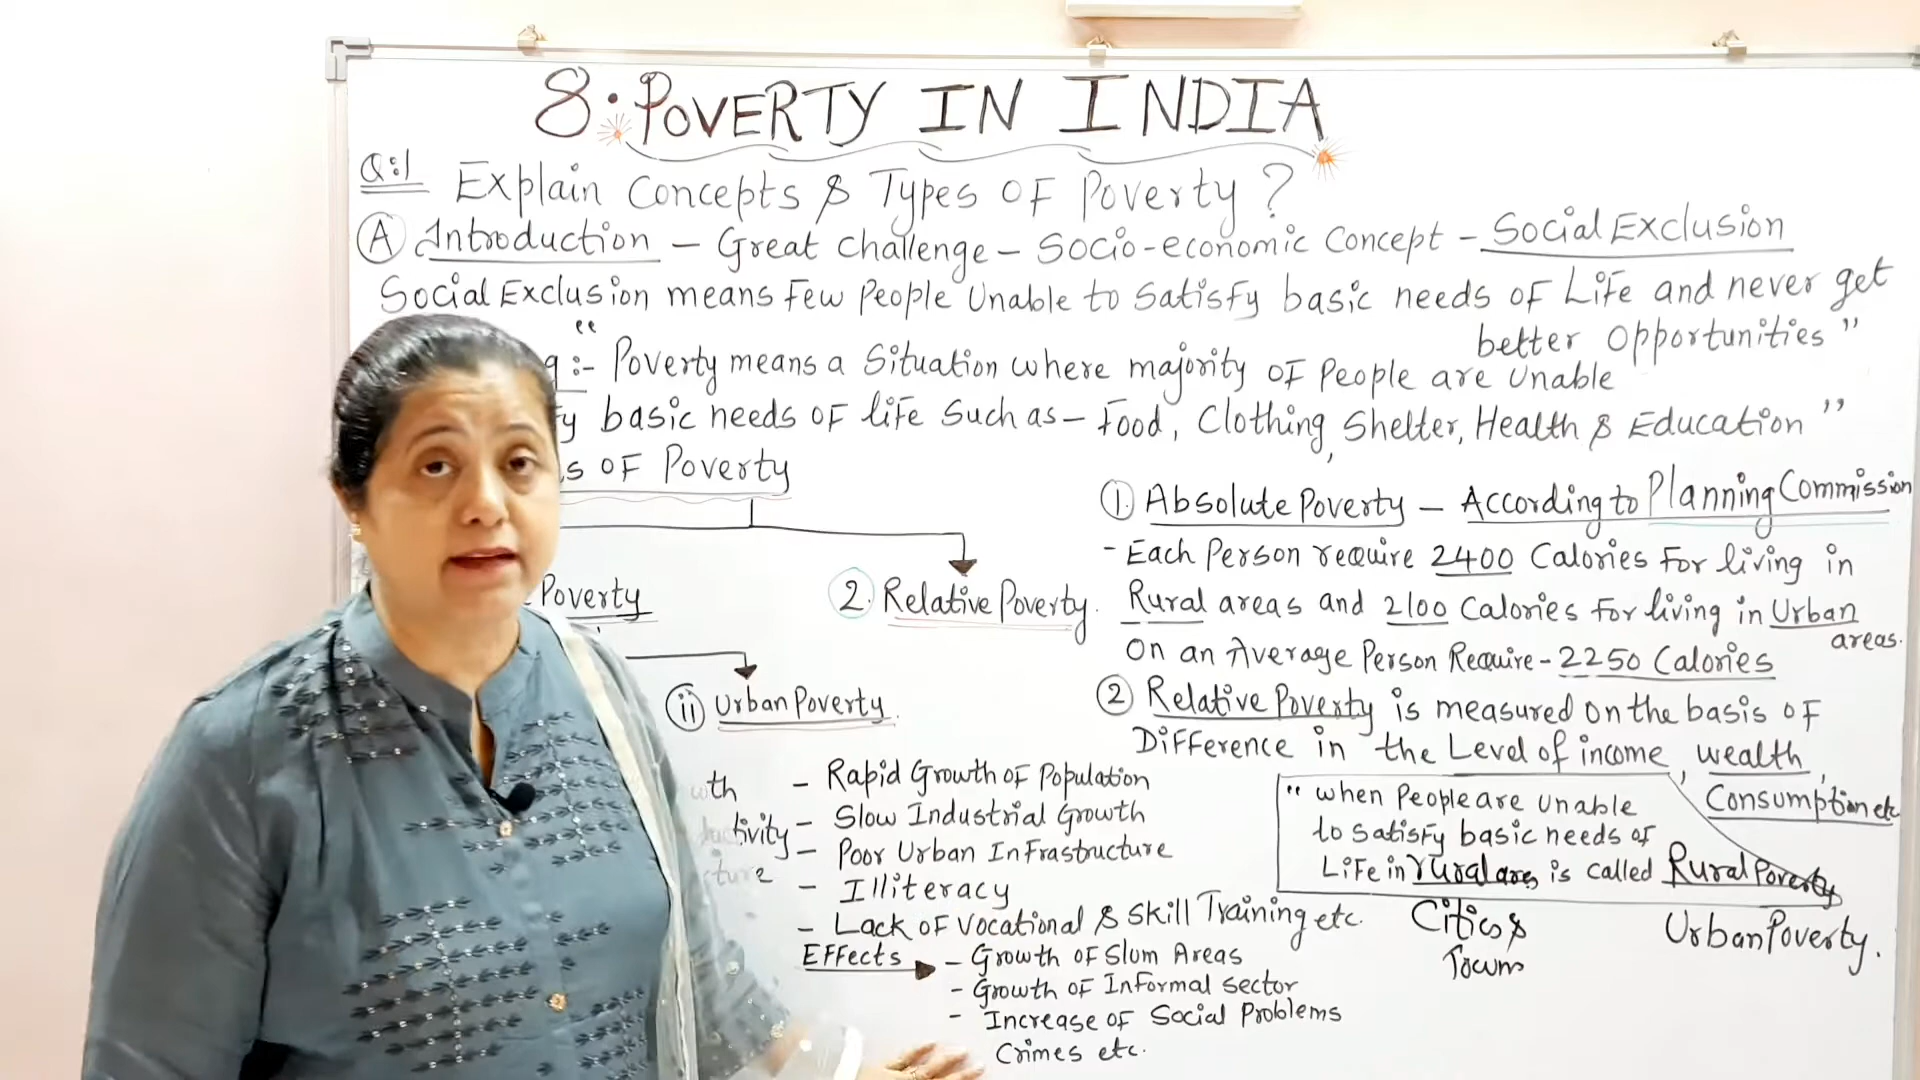 8. POVERTY IN INDIA
Q:1 Explain Concepts & Types OF Poverty?
A Introduction – Great challenge – Socio-economic Concept – Social Exclusion
Social Exclusion means Few People Unable to Satisfy basic needs of Life and never get
better Opportunities"
"
:- Poverty means a Situation where majority OF People are Unable
basic needs OF life Such as – Food, Clothing, Shelter, Health & Education"
OF Poverty
Poverty
2. Relative Poverty.
ii Urban Poverty.
– Rapid Growth OF Population
– Slow Industrial Growth
– Poor Urban InFrastructure
– Illiteracy
– Lack OF Vocational & Skill Training etc.
EFFects – Growth OF Slum Areas
– Growth OF InFormal Sector
– Increase OF Social Problems
Crimes etc.
1. Absolute Poverty – According to Planning Commission
- Each Person require 2400 Calories For living in
Rural areas and 2100 Calories For living in Urban
areas.
On an Average Person Require – 2250 Calories
2 Relative Poverty is measured on the basis OF
DiFFerence in the Level of income, wealth,
Consumption etc
"when People are Unable
to Satisfy basic needs of
LiFe in rural is called Rural Poverty
Cities &
Towns
Urban Poverty.